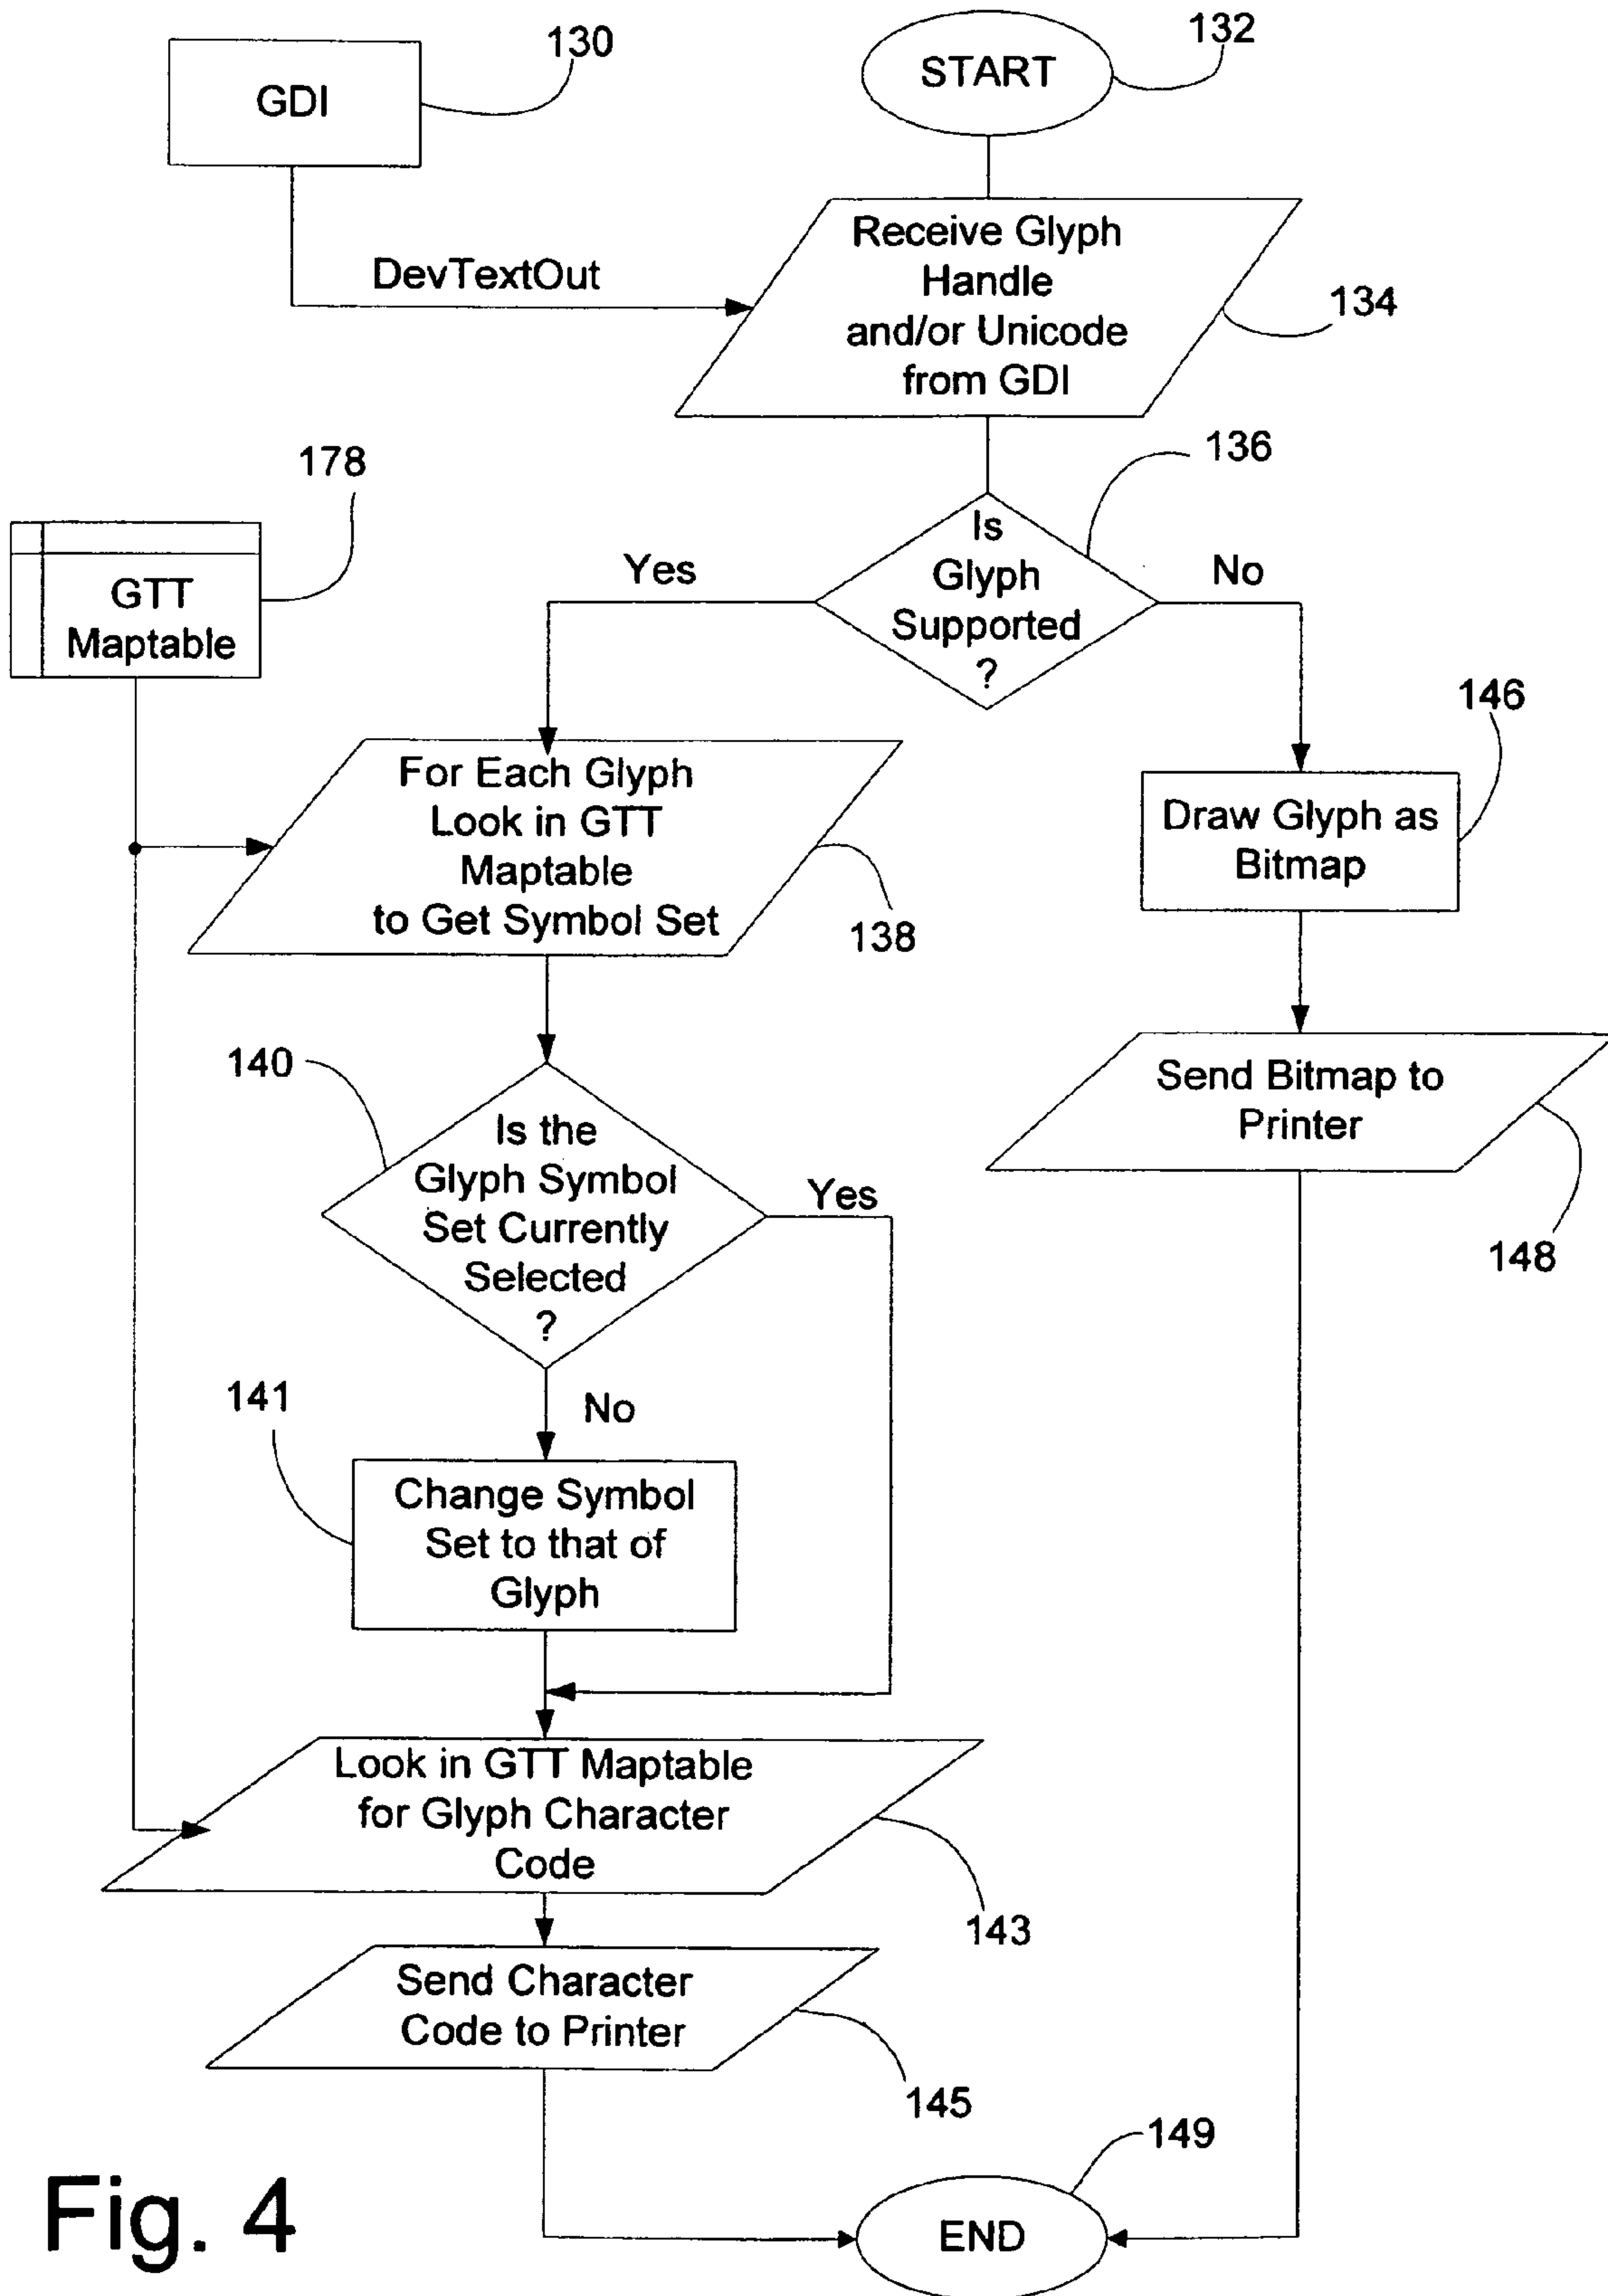 130
132
GDI
START
DevTextOut
Receive Glyph
Handle
and/or Unicode
from GDI
134
178
136
GTT
Maptable
Yes
Is
Glyph
Supported
?
No
146
For Each Glyph
Look in GTT
Maptable
to Get Symbol Set
138
Draw Glyph as
Bitmap
140
Is the
Glyph Symbol
Set Currently
Selected
?
Yes
Send Bitmap to
Printer
148
141
No
Change Symbol
Set to that of
Glyph
Look in GTT Maptable
for Glyph Character
Code
143
Send Character
Code to Printer
145
149
END
Fig. 4